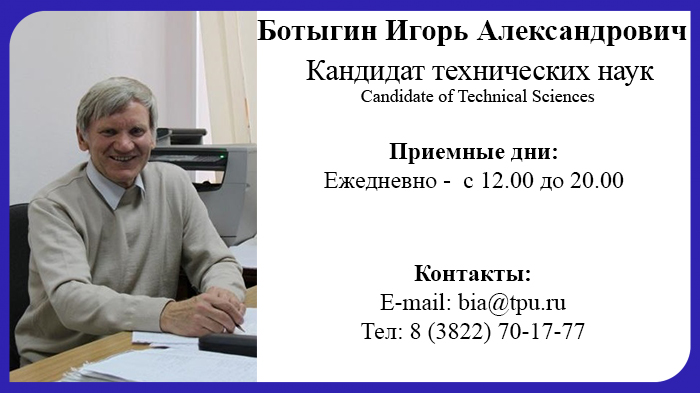 Ботыгин Игорь Александрович
Кандидат технических наук
Candidate of Technical Sciences
Приемные дни:
Ежедневно - с 12.00 до 20.00
Контакты:
E-mail: bia@tpu.ru
Тел: 8 (3822) 70-17-77